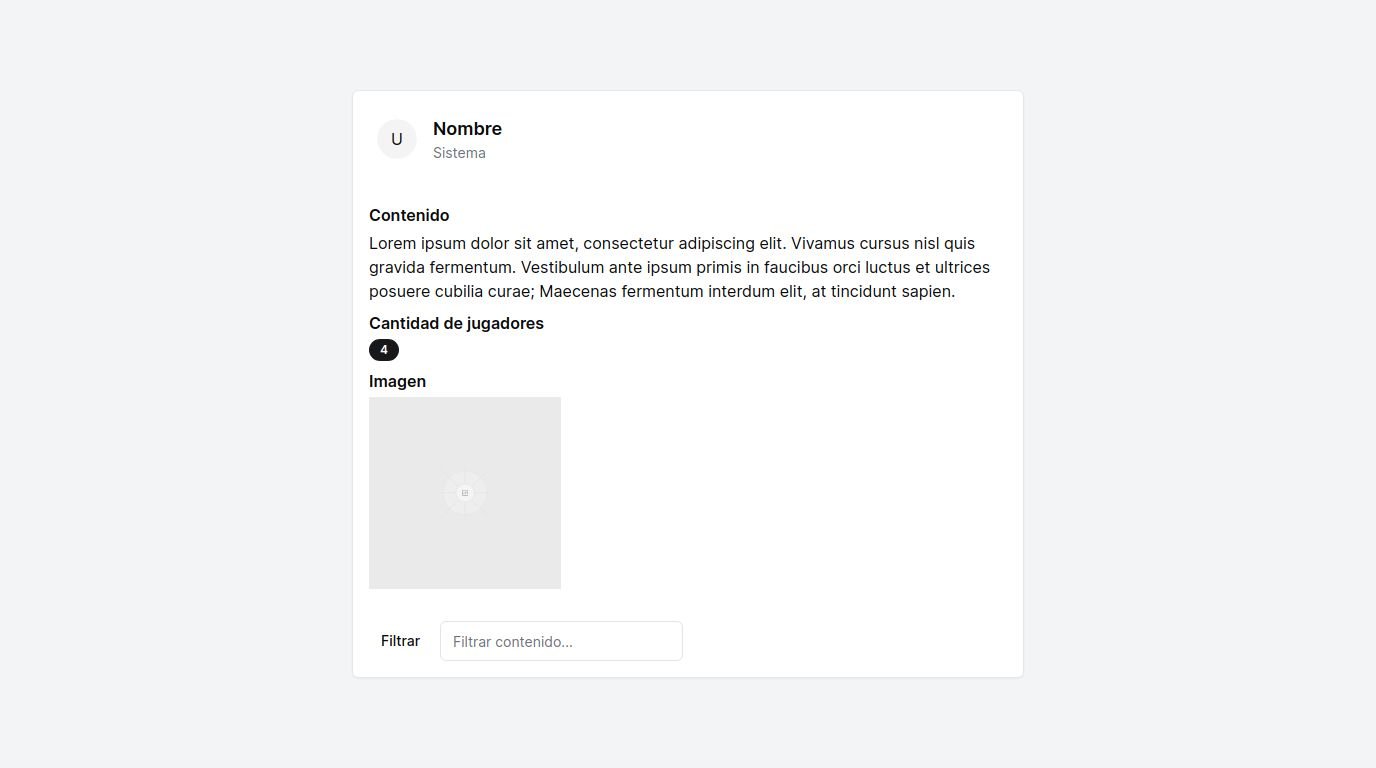 U
Nombre
Sistema
Contenido
Lorem ipsum dolor sit amet, consectetur adipiscing elit. Vivamus cursus nisl quis
gravida fermentum. Vestibulum ante ipsum primis in faucibus orci luctus et ultrices
posuere cubilia curae; Maecenas fermentum interdum elit, at tincidunt sapien.
Cantidad de jugadores
4
Imagen
Filtrar
Filtrar contenido...